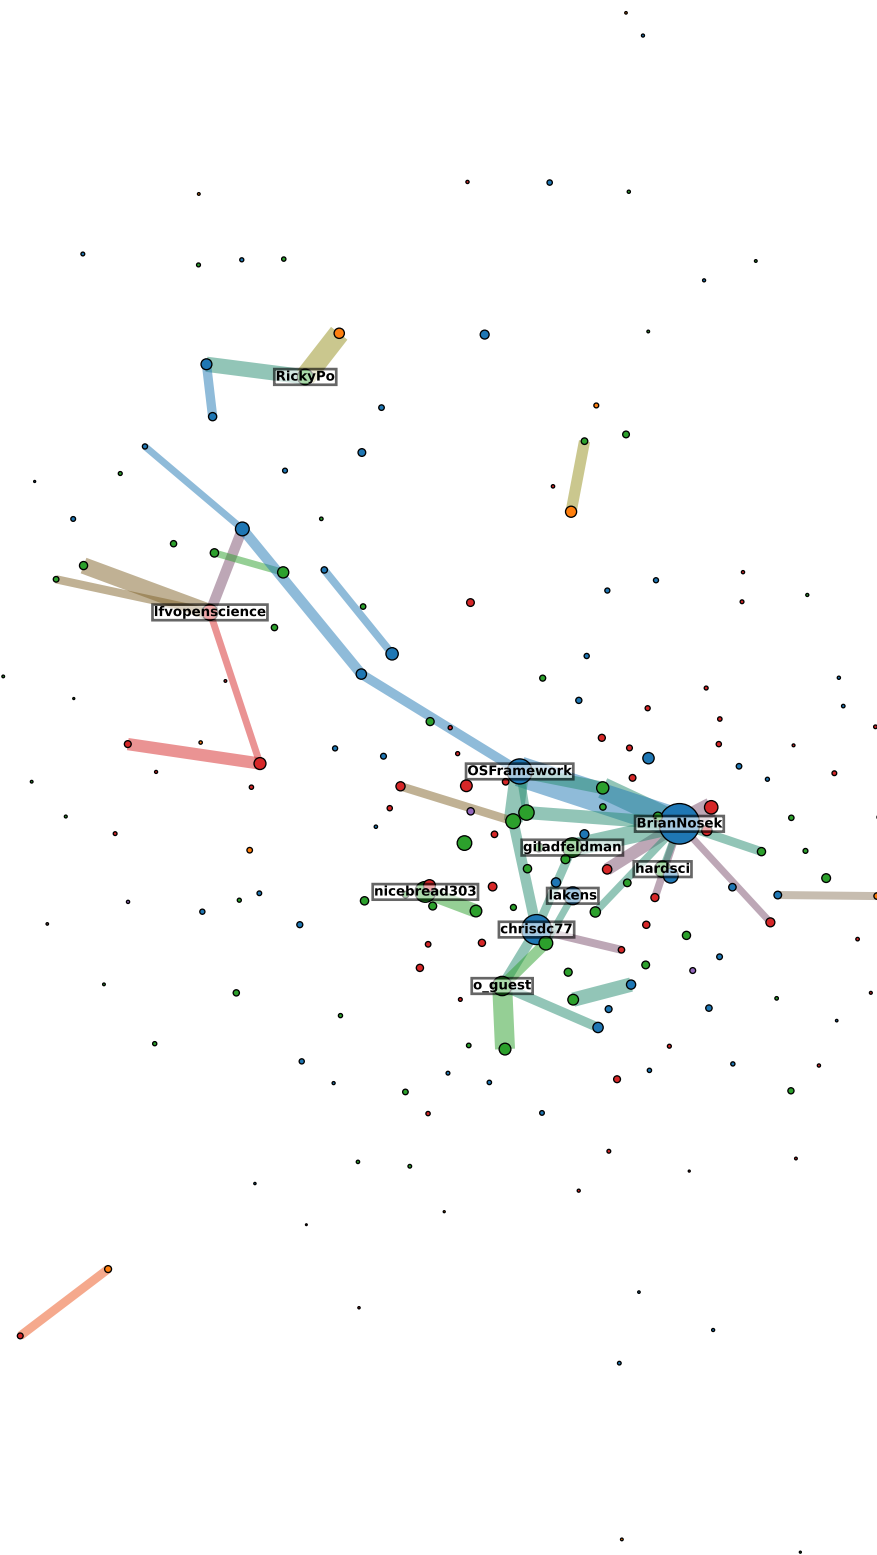 RickyPo
lfvopenscience
OSFramework
BrianNosek
giladfeldman
hardsci
nicebread303
lakens
chrisdc77
o_guest